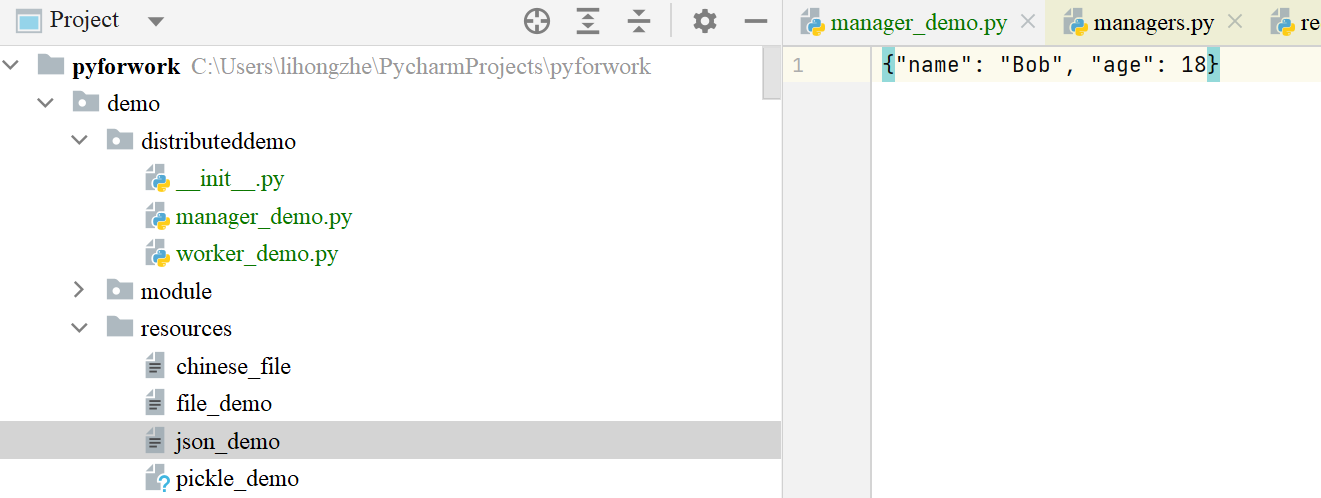 Project
manager_demo.py
managers.py
re
pyforwork C:\Users\lihongzhe\PycharmProjects\pyforwork
demo
distributeddemo
__init__.py
manager_demo.py
worker_demo.py
module
resources
chinese_file
file_demo
json_demo
pickle_demo
1
{"name": "Bob", "age": 18}